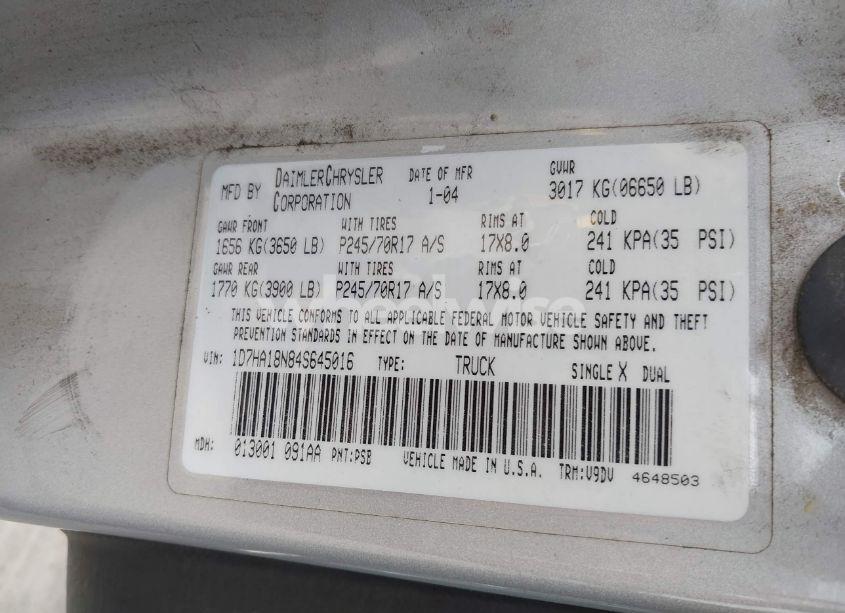 MFD BY DAIMLERCHRYSLER CORPORATION DATE OF MFR 1-04 GVWR 3017 KG(06650 LB)
GAWR FRONT WITH TIRES RIMS AT COLD
1656 KG(3650 LB) P245/70R17 A/S 17X8.0 241 KPA(35 PSI)
GAWR REAR WITH TIRES RIMS AT COLD
1770 KG(3900 LB) P245/70R17 A/S 17X8.0 241 KPA(35 PSI)
THIS VEHICLE CONFORMS TO ALL APPLICABLE FEDERAL MOTOR VEHICLE SAFETY AND THEFT
PREVENTION STANDARDS IN EFFECT ON THE DATE OF MANUFACTURE SHOWN ABOVE.
VIN: 1D7HA18N84S645016 TYPE: TRUCK SINGLE X DUAL
MDH: 013001 091AA PNT:PSB VEHICLE MADE IN U.S.A. TRM:V9DV 4648503